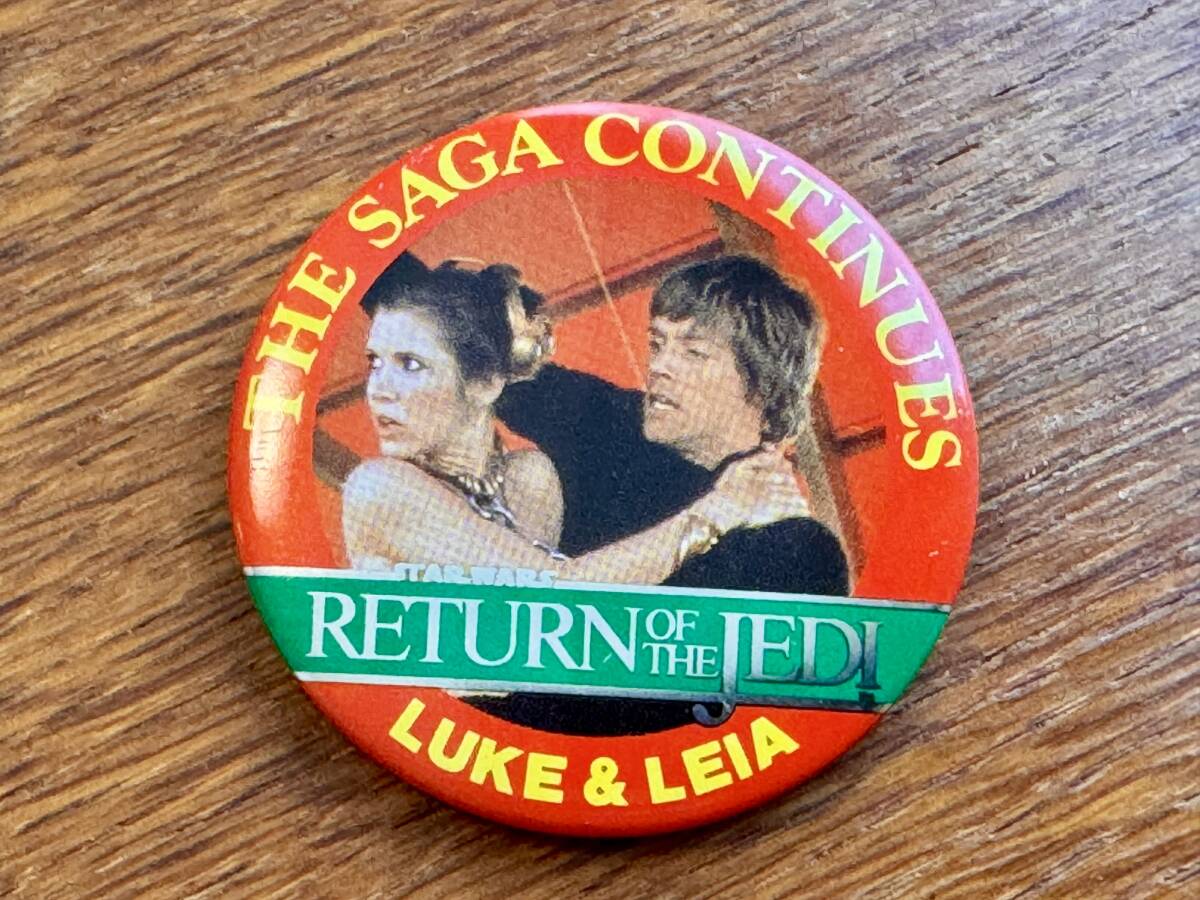 THE SAGA CONTINUES
STAR WARS
RETURN OF THE JEDI
LUKE & LEIA